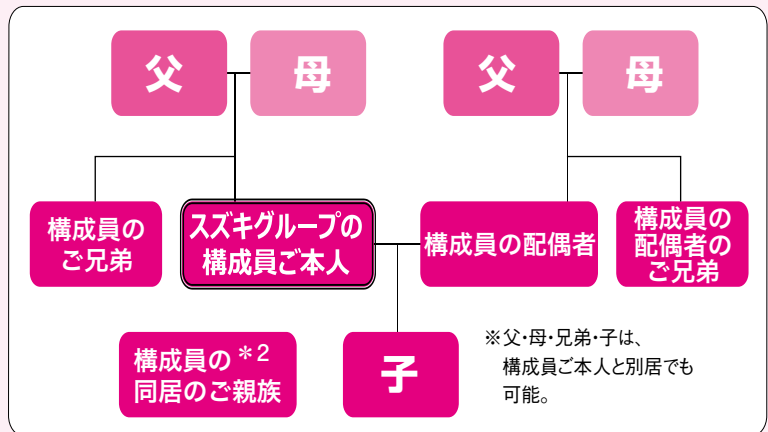 父
母
父
母
構成員の
ご兄弟
スズキグループの
構成員ご本人
構成員の配偶者
構成員の
配偶者の
ご兄弟
構成員の＊2
同居のご親族
子
※父・母・兄弟・子は、
構成員ご本人と別居でも
可能。